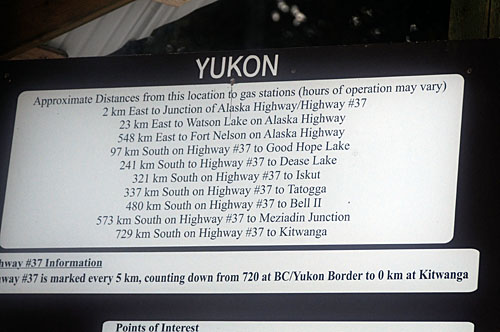 YUKON
Approximate Distances from this location to gas stations (hours of operation may vary)
2 km East to Junction of Alaska Highway/Highway #37
23 km East to Watson Lake on Alaska Highway
548 km East to Fort Nelson on Alaska Highway
97 km South on Highway #37 to Good Hope Lake
241 km South to Highway #37 to Dease Lake
321 km South on Highway #37 to Iskut
337 km South on Highway #37 to Tatogga
480 km South on Highway #37 to Bell II
573 km South on Highway #37 to Meziadin Junction
729 km South on Highway #37 to Kitwanga
hway #37 Information
way #37 is marked every 5 km, counting down from 720 at BC/Yukon Border to 0 km at Kitwanga
Points of Interest